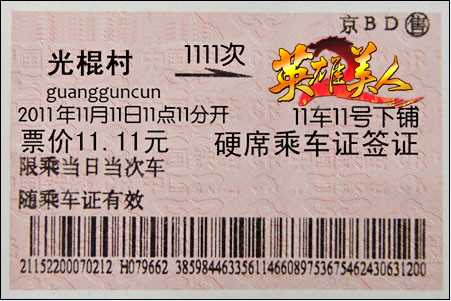 京BD售
光棍村 1111次 英雄美人
guangguncun
2011年11月11日11点11分开 11车11号下铺
票价11.11元 硬席乘车证签证
限乘当日当次车
随乘车证有效
21152200070212 H079662 38598446335611466089753675462430631200